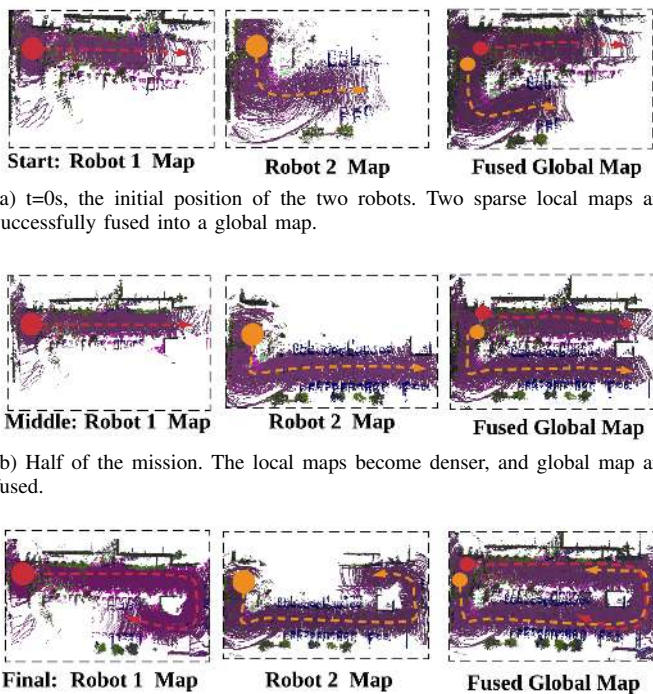 Start: Robot 1 Map
Robot 2 Map
Fused Global Map
a) t=0s, the initial position of the two robots. Two sparse local maps a
uccessfully fused into a global map.
Middle: Robot 1 Map
Robot 2 Map
Fused Global Map
b) Half of the mission. The local maps become denser, and global map a
used.
Final: Robot 1 Map
Robot 2 Map
Fused Global Map